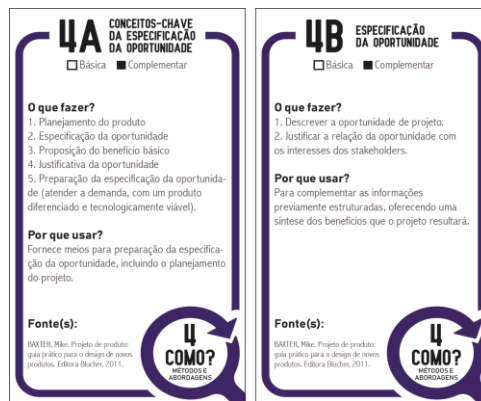 4A CONCEITOS-CHAVE
DA ESPECIFICAÇÃO
DA OPORTUNIDADE
Básica Complementar
O que fazer?
1. Planejamento do produto
2. Especificação da oportunidade
3. Proposição do benefício básico
4. Justificativa da oportunidade
5. Preparação da especificação da oportunida-
de (atender a demanda, com um produto
diferenciado e tecnologicamente viável).
Por que usar?
Fornece meios para preparação da especifica-
ção da oportunidade, incluindo o planejamento
do projeto.
Fonte(s):
BAXTER, Mike. Projeto de produto:
guia prático para o design de novos
produtos. Editora Blucher, 2011.
4
COMO?
MÉTODOS E
ABORDAGENS
4B ESPECIFICAÇÃO
DA OPORTUNIDADE
Básica Complementar
O que fazer?
1. Descrever a oportunidade de projeto.
2. Justificar a relação da oportunidade com
os interesses dos stakeholders.
Por que usar?
Para complementar as informações
previamente estruturadas, oferecendo uma
síntese dos benefícios que o projeto resultará.
Fonte(s):
BAXTER, Mike. Projeto de produto:
guia prático para o design de novos
produtos. Editora Blucher, 2011.
4
COMO?
MÉTODOS E
ABORDAGENS